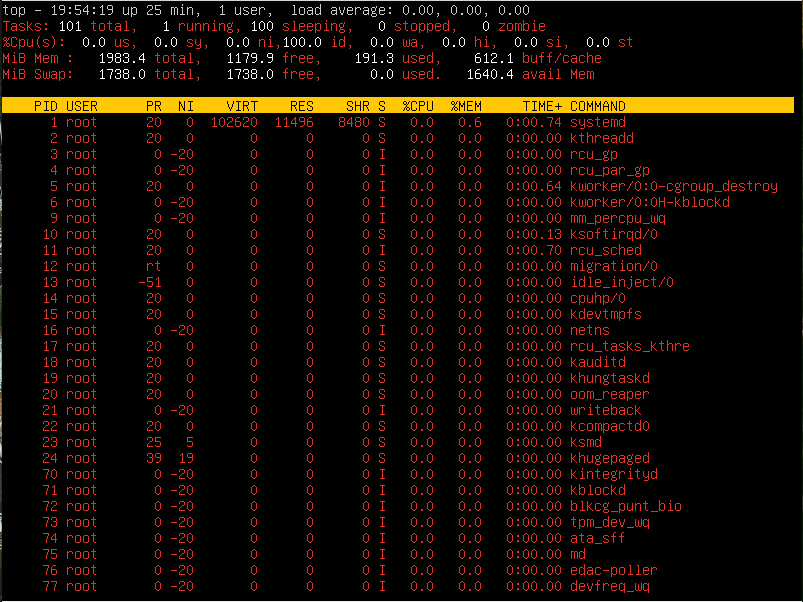 top - 19:54:19 up 25 min,  1 user,  load average: 0.00, 0.00, 0.00
Tasks: 101 total,   1 running, 100 sleeping,   0 stopped,   0 zombie
%Cpu(s):  0.0 us,  0.0 sy,  0.0 ni,100.0 id,  0.0 wa,  0.0 hi,  0.0 si,  0.0 st
MiB Mem :   1983.4 total,   1179.9 free,    191.3 used,    612.1 buff/cache
MiB Swap:   1738.0 total,   1738.0 free,      0.0 used.   1640.4 avail Mem
PID USER      PR  NI    VIRT    RES    SHR S  %CPU  %MEM     TIME+ COMMAND
1 root      20   0  102620  11496   8480 S   0.0   0.6   0:00.74 systemd
2 root      20   0       0      0      0 S   0.0   0.0   0:00.00 kthreadd
3 root       0 -20       0      0      0 I   0.0   0.0   0:00.00 rcu_gp
4 root       0 -20       0      0      0 I   0.0   0.0   0:00.00 rcu_par_gp
5 root      20   0       0      0      0 I   0.0   0.0   0:00.64 kworker/0:0-cgroup_destroy
6 root       0 -20       0      0      0 I   0.0   0.0   0:00.00 kworker/0:0H-kblockd
9 root       0 -20       0      0      0 I   0.0   0.0   0:00.00 mm_percpu_wq
10 root      20   0       0      0      0 S   0.0   0.0   0:00.13 ksoftirqd/0
11 root      20   0       0      0      0 I   0.0   0.0   0:00.70 rcu_sched
12 root      rt   0       0      0      0 S   0.0   0.0   0:00.00 migration/0
13 root     -51   0       0      0      0 S   0.0   0.0   0:00.00 idle_inject/0
14 root      20   0       0      0      0 S   0.0   0.0   0:00.00 cpuhp/0
15 root      20   0       0      0      0 S   0.0   0.0   0:00.00 kdevtmpfs
16 root       0 -20       0      0      0 I   0.0   0.0   0:00.00 netns
17 root      20   0       0      0      0 S   0.0   0.0   0:00.00 rcu_tasks_kthre
18 root      20   0       0      0      0 S   0.0   0.0   0:00.00 kauditd
19 root      20   0       0      0      0 S   0.0   0.0   0:00.00 khungtaskd
20 root      20   0       0      0      0 S   0.0   0.0   0:00.00 oom_reaper
21 root       0 -20       0      0      0 I   0.0   0.0   0:00.00 writeback
22 root      20   0       0      0      0 S   0.0   0.0   0:00.00 kcompactd0
23 root      25   5       0      0      0 S   0.0   0.0   0:00.00 ksmd
24 root      39  19       0      0      0 S   0.0   0.0   0:00.00 khugepaged
70 root       0 -20       0      0      0 I   0.0   0.0   0:00.00 kintegrityd
71 root       0 -20       0      0      0 I   0.0   0.0   0:00.00 kblockd
72 root       0 -20       0      0      0 I   0.0   0.0   0:00.00 blkcg_punt_bio
73 root       0 -20       0      0      0 I   0.0   0.0   0:00.00 tpm_dev_wq
74 root       0 -20       0      0      0 I   0.0   0.0   0:00.00 ata_sff
75 root       0 -20       0      0      0 I   0.0   0.0   0:00.00 md
76 root       0 -20       0      0      0 I   0.0   0.0   0:00.00 edac-poller
77 root       0 -20       0      0      0 I   0.0   0.0   0:00.00 devfreq_wq